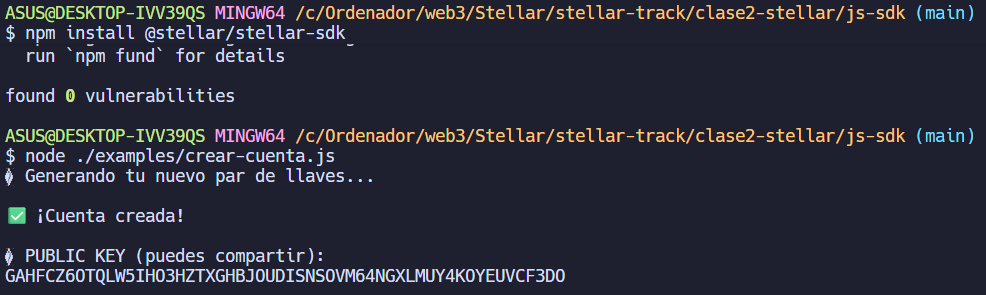 ASUS@DESKTOP-IVV39QS MINGW64 /c/Ordenador/web3/Stellar/stellar-track/clase2-stellar/js-sdk (main)
$ npm install @stellar/stellar-sdk
run `npm fund` for details
found 0 vulnerabilities
ASUS@DESKTOP-IVV39QS MINGW64 /c/Ordenador/web3/Stellar/stellar-track/clase2-stellar/js-sdk (main)
$ node ./examples/crear-cuenta.js
� Generando tu nuevo par de llaves...
✅ ¡Cuenta creada!
� PUBLIC KEY (puedes compartir):
GAHFCZ6OTQLW5IHO3HZTXGHBJOUDISNSOVM64NGXLMUY4KOYEUVCF3DO